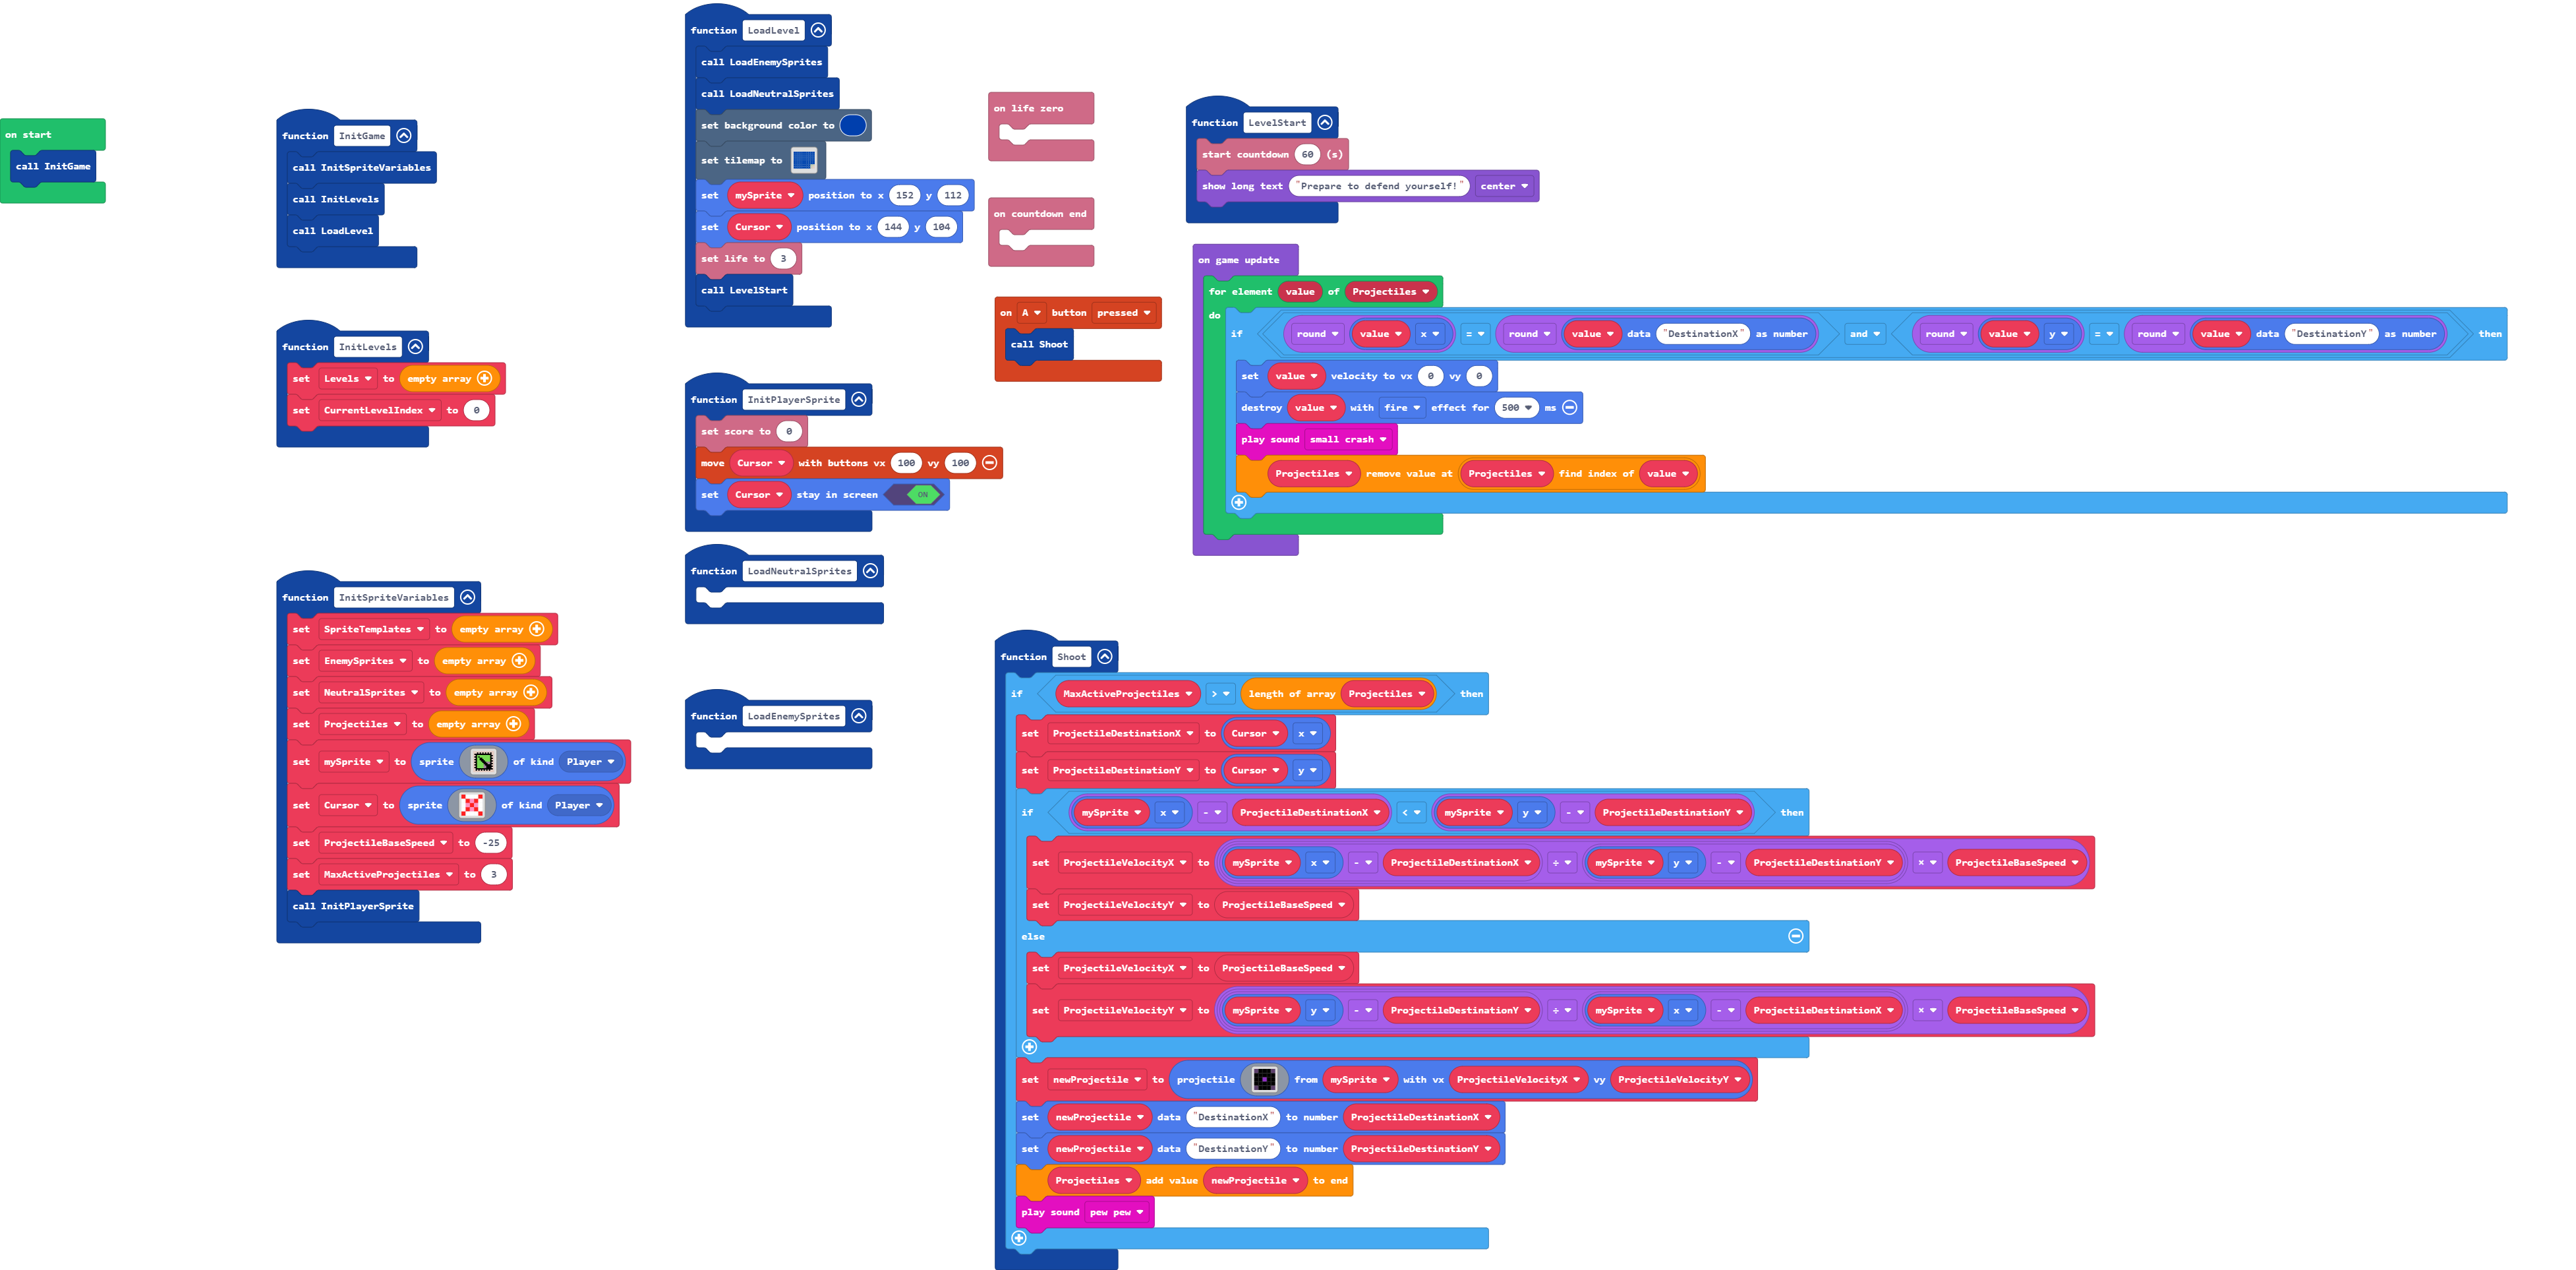 on start
call InitGame
function InitGame
call InitSpriteVariables
call InitLevels
call LoadLevel
function InitLevels
set Levels to empty array
set CurrentLevelIndex to 0
function InitSpriteVariables
set SpriteTemplates to empty array
set EnemySprites to empty array
set NeutralSprites to empty array
set Projectiles to empty array
set mySprite to sprite of kind Player
set Cursor to sprite of kind Player
set ProjectileBaseSpeed to -25
set MaxActiveProjectiles to 3
call InitPlayerSprite
function LoadLevel
call LoadEnemySprites
call LoadNeutralSprites
set background color to
set tilemap to
set mySprite position to x 152 y 112
set Cursor position to x 144 y 104
set life to 3
call LevelStart
function InitPlayerSprite
set score to 0
move Cursor with buttons vx 100 vy 100
set Cursor stay in screen ON
function LoadNeutralSprites
function LoadEnemySprites
on life zero
on countdown end
on A button pressed
call Shoot
function LevelStart
start countdown 60 (s)
show long text "Prepare to defend yourself!" center
on game update
for element value of Projectiles
do
if round value x = round value data "DestinationX" as number and round value y = round value data "DestinationY" as number then
set value velocity to vx 0 vy 0
destroy value with fire effect for 500 ms
play sound small crash
Projectiles remove value at Projectiles find index of value
function Shoot
if MaxActiveProjectiles > length of array Projectiles then
set ProjectileDestinationX to Cursor x
set ProjectileDestinationY to Cursor y
if mySprite x - ProjectileDestinationX < mySprite y - ProjectileDestinationY then
set ProjectileVelocityX to mySprite x - ProjectileDestinationX ÷ mySprite y - ProjectileDestinationY × ProjectileBaseSpeed
set ProjectileVelocityY to ProjectileBaseSpeed
else
set ProjectileVelocityX to ProjectileBaseSpeed
set ProjectileVelocityY to mySprite y - ProjectileDestinationY ÷ mySprite x - ProjectileDestinationX × ProjectileBaseSpeed
set newProjectile to projectile from mySprite with vx ProjectileVelocityX vy ProjectileVelocityY
set newProjectile data "DestinationX" to number ProjectileDestinationX
set newProjectile data "DestinationY" to number ProjectileDestinationY
Projectiles add value newProjectile to end
play sound pew pew